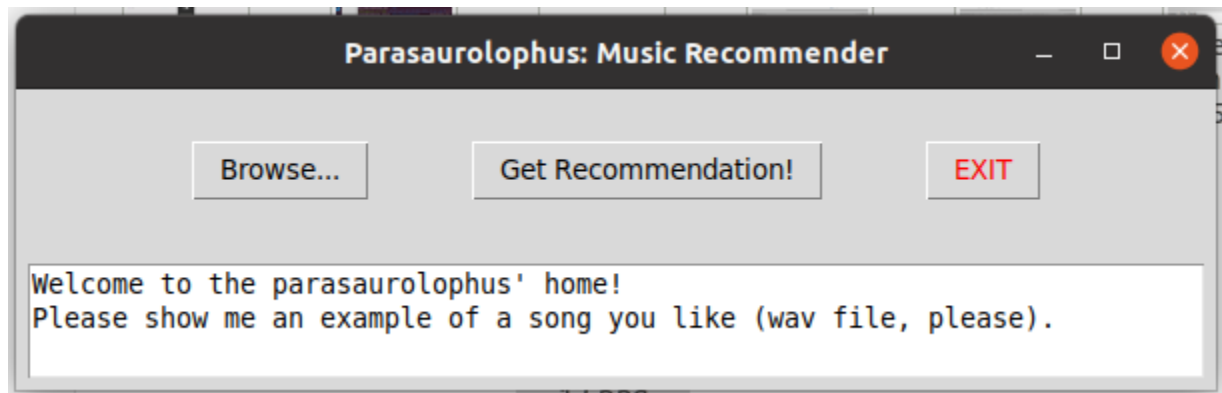 Parasaurolophus: Music Recommender
Browse... Get Recommendation! EXIT
Welcome to the parasaurolophus' home!
Please show me an example of a song you like (wav file, please).